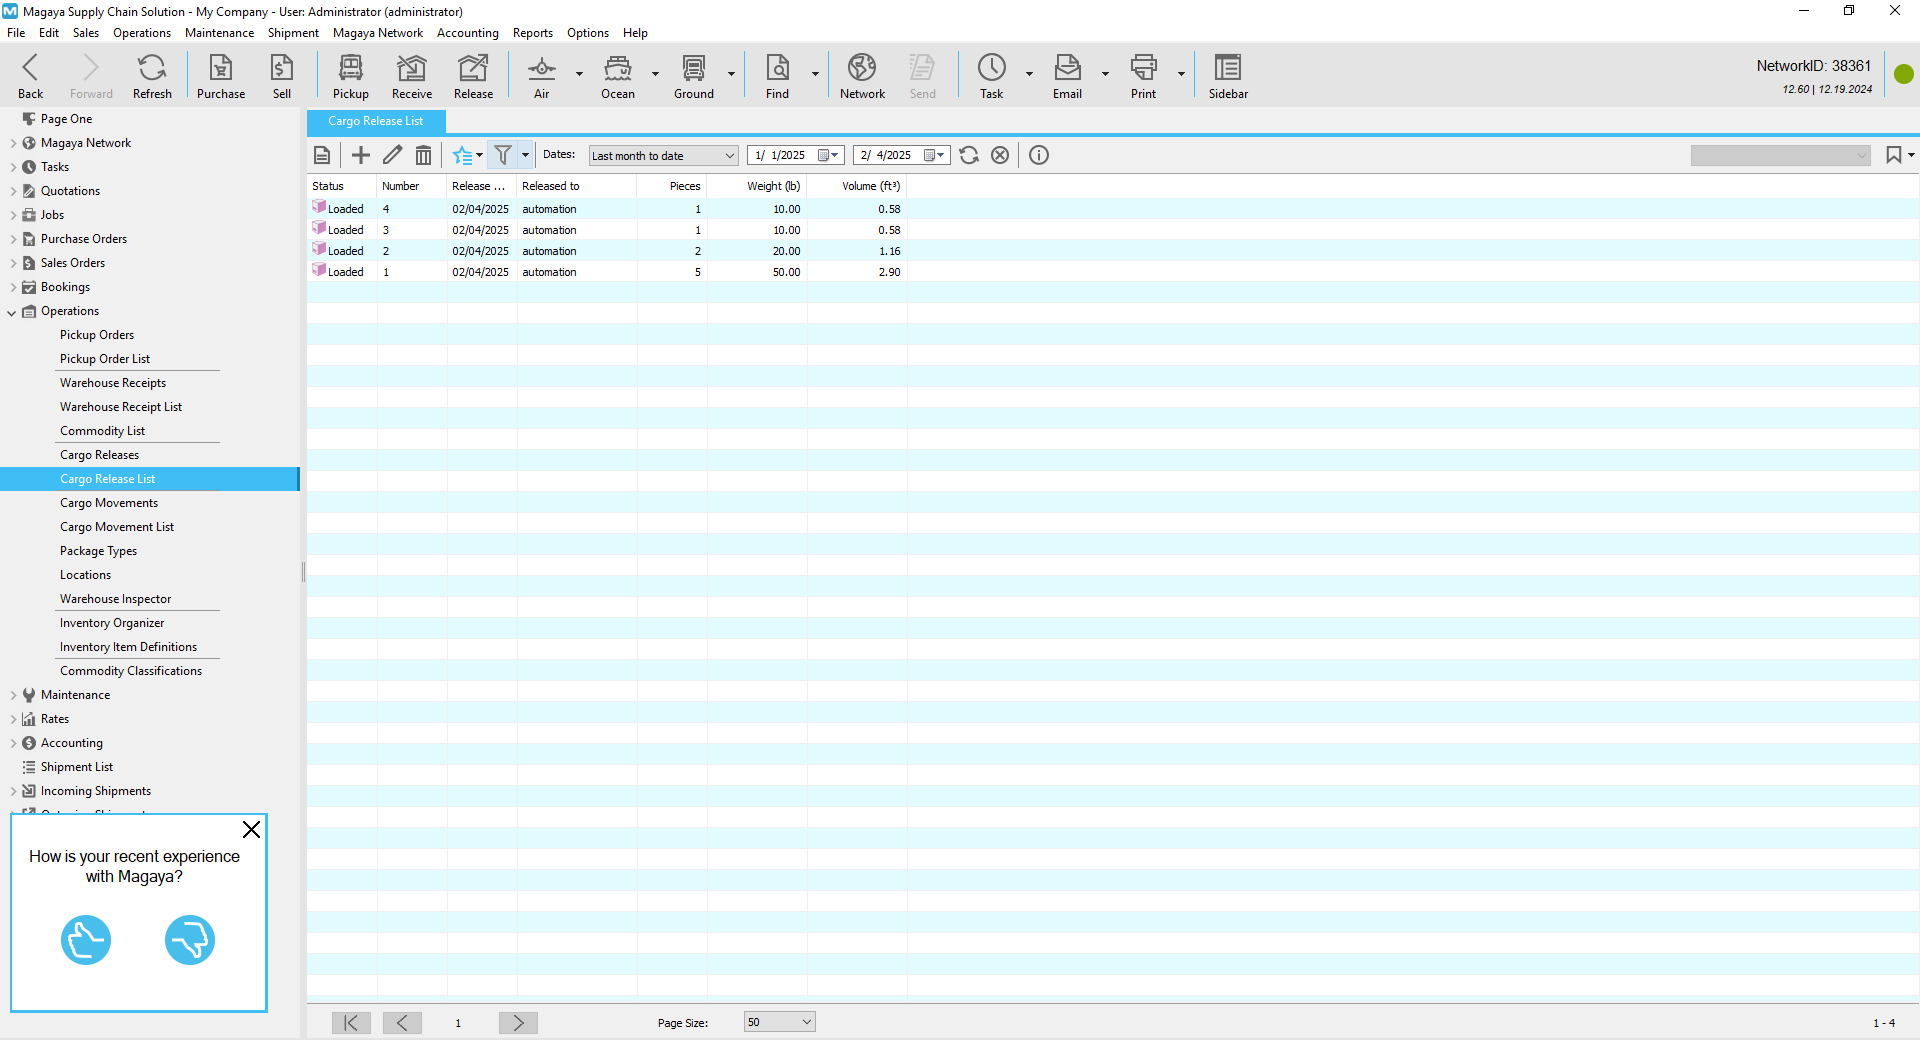 Magaya Supply Chain Solution - My Company - User: Administrator (administrator)
File Edit Sales Operations Maintenance Shipment Magaya Network Accounting Reports Options Help
Back Forward Refresh Purchase Sell Pickup Receive Release Air Ocean Ground Find Network Send Task Email Print Sidebar
NetworkID: 38361
12.60 | 12.19.2024
Page One
Magaya Network
Tasks
Quotations
Jobs
Purchase Orders
Sales Orders
Bookings
Operations
Pickup Orders
Pickup Order List
Warehouse Receipts
Warehouse Receipt List
Commodity List
Cargo Releases
Cargo Release List
Cargo Movements
Cargo Movement List
Package Types
Locations
Warehouse Inspector
Inventory Organizer
Inventory Item Definitions
Commodity Classifications
Maintenance
Rates
Accounting
Shipment List
Incoming Shipments
How is your recent experience
with Magaya?
Cargo Release List
Dates: Last month to date 1/ 1/2025 2/ 4/2025
Status Number Release ... Released to Pieces Weight (lb) Volume (ft³)
Loaded 4 02/04/2025 automation 1 10.00 0.58
Loaded 3 02/04/2025 automation 1 10.00 0.58
Loaded 2 02/04/2025 automation 2 20.00 1.16
Loaded 1 02/04/2025 automation 5 50.00 2.90
1 Page Size: 50 1 - 4